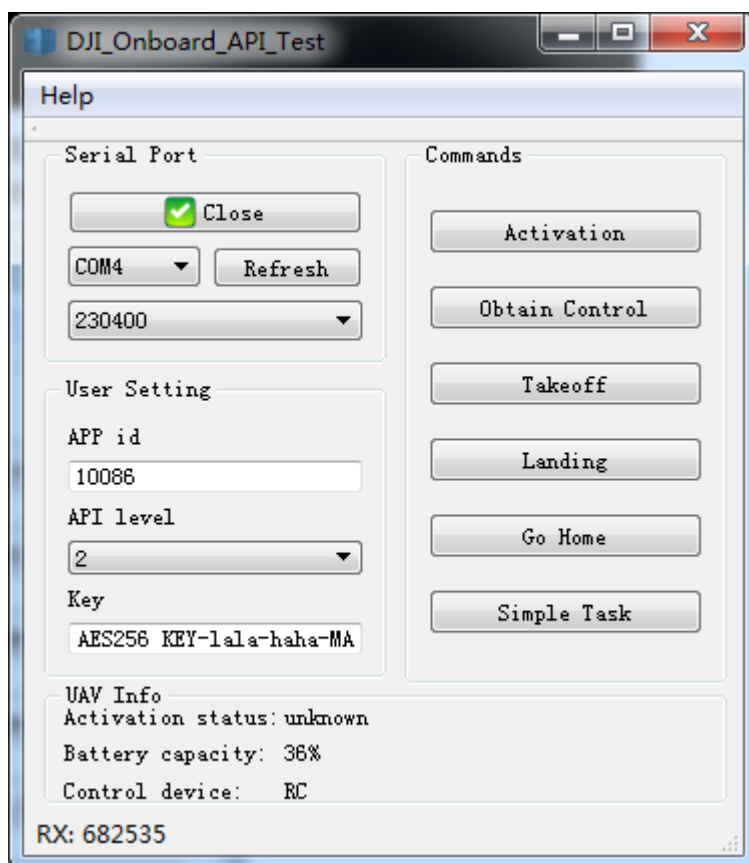 DJI_Onboard_API_Test
Help
Serial Port
Close
COM4
Refresh
230400
User Setting
APP id
10086
API level
2
Key
AES256 KEY-lala-haha-MA
Commands
Activation
Obtain Control
Takeoff
Landing
Go Home
Simple Task
UAV Info
Activation status: unknown
Battery capacity: 36%
Control device: RC
RX: 682535